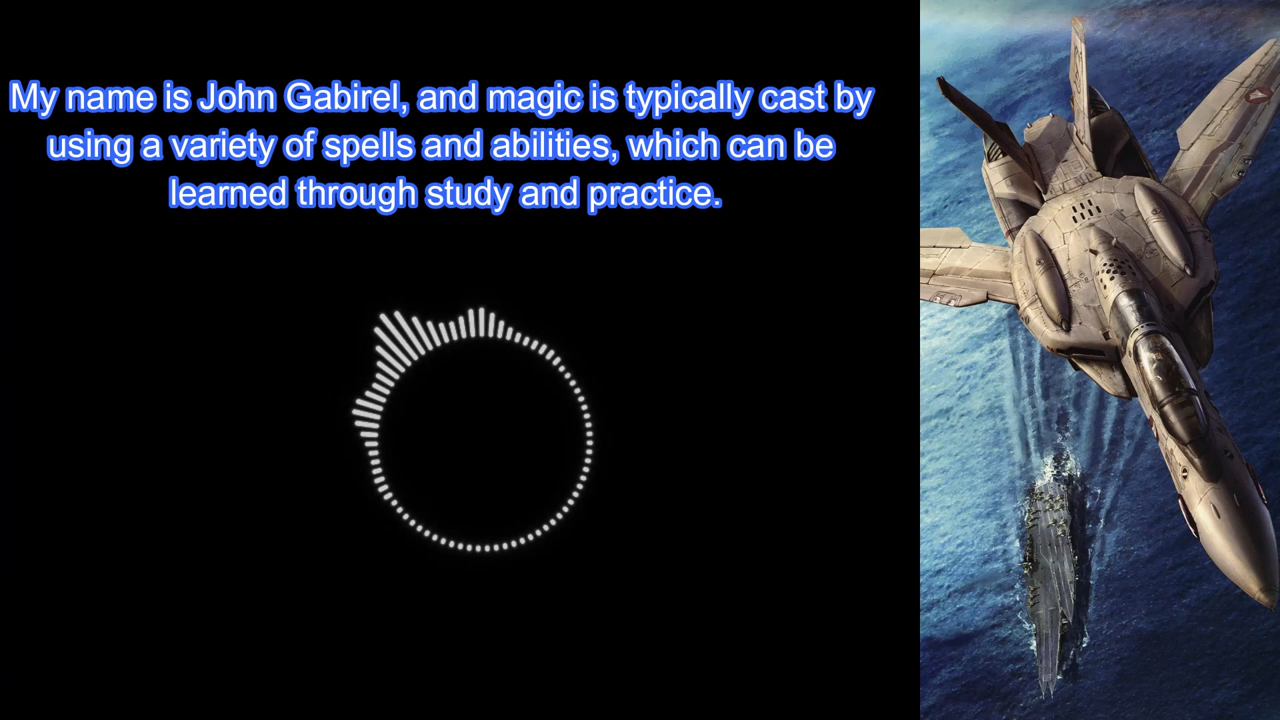 My name is John Gabirel, and magic is typically cast by
using a variety of spells and abilities, which can be
learned through study and practice.